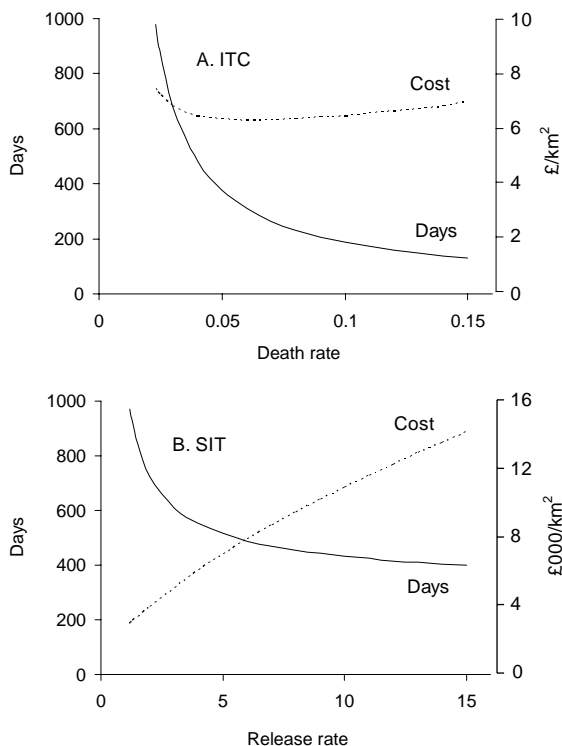 A. ITC
Cost
Days
Days
£/km²
1000
800
600
400
200
0
10
8
6
4
2
0
0 0.05 0.1 0.15
Death rate
B. SIT
Cost
Days
Days
£000/km²
1000
800
600
400
200
0
16
12
8
4
0
0 5 10 15
Release rate